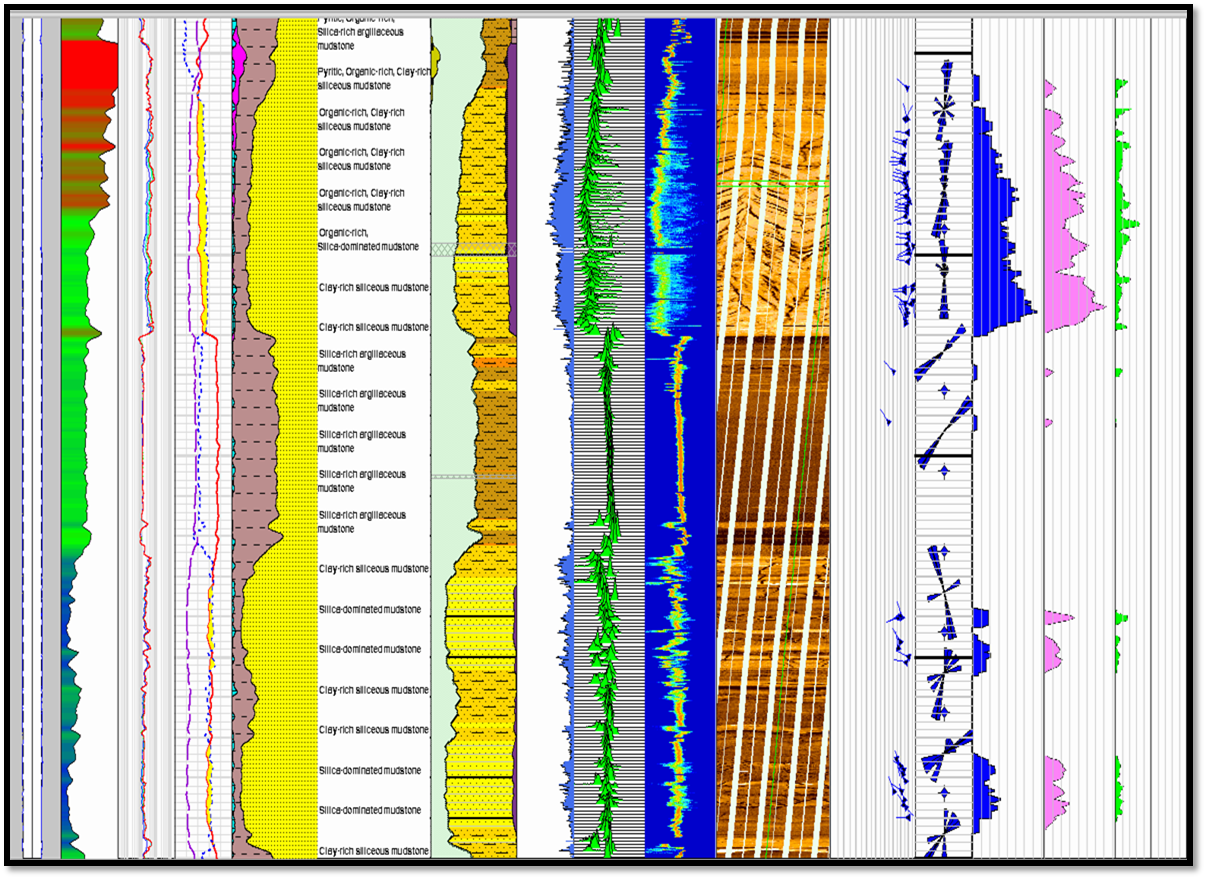 Pyritic, Organic-rich,
Silica-rich argillaceous
mudstone
Pyritic, Organic-rich, Clay-rich
siliceous mudstone
Organic-rich, Clay-rich
siliceous mudstone
Organic-rich, Clay-rich
siliceous mudstone
Organic-rich, Clay-rich
siliceous mudstone
Organic-rich,
Silica-dominated mudstone
Clay-rich siliceous mudstone
Clay-rich siliceous mudstone
Silica-rich argillaceous
mudstone
Silica-rich argillaceous
mudstone
Silica-rich argillaceous
mudstone
Silica-rich argillaceous
mudstone
Silica-rich argillaceous
mudstone
Clay-rich siliceous mudstone
Silica-dominated mudstone
Silica-dominated mudstone
Clay-rich siliceous mudstone
Clay-rich siliceous mudstone
Silica-dominated mudstone
Silica-dominated mudstone
Clay-rich siliceous mudstone